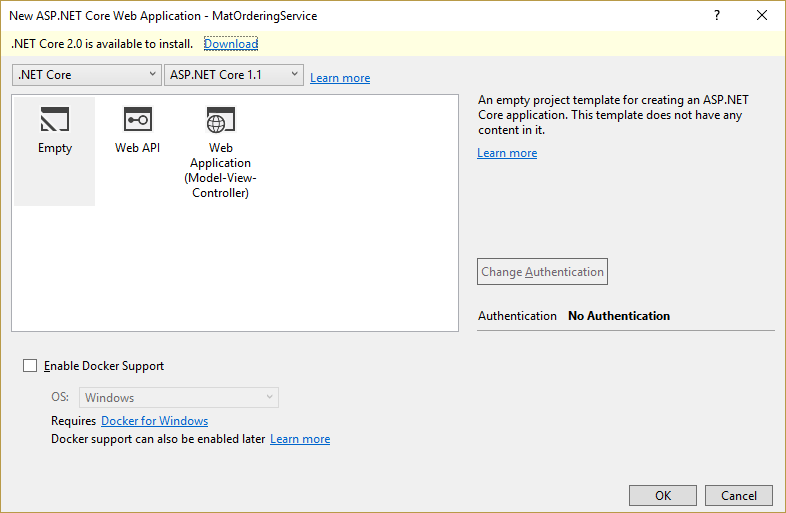 New ASP.NET Core Web Application - MatOrderingService
.NET Core 2.0 is available to install. Download
.NET Core ASP.NET Core 1.1 Learn more
Empty
Web API
Web
Application
(Model-View-
Controller)
An empty project template for creating an ASP.NET
Core application. This template does not have any
content in it.
Learn more
Change Authentication
Authentication No Authentication
Enable Docker Support
OS: Windows
Requires Docker for Windows
Docker support can also be enabled later Learn more
OK Cancel